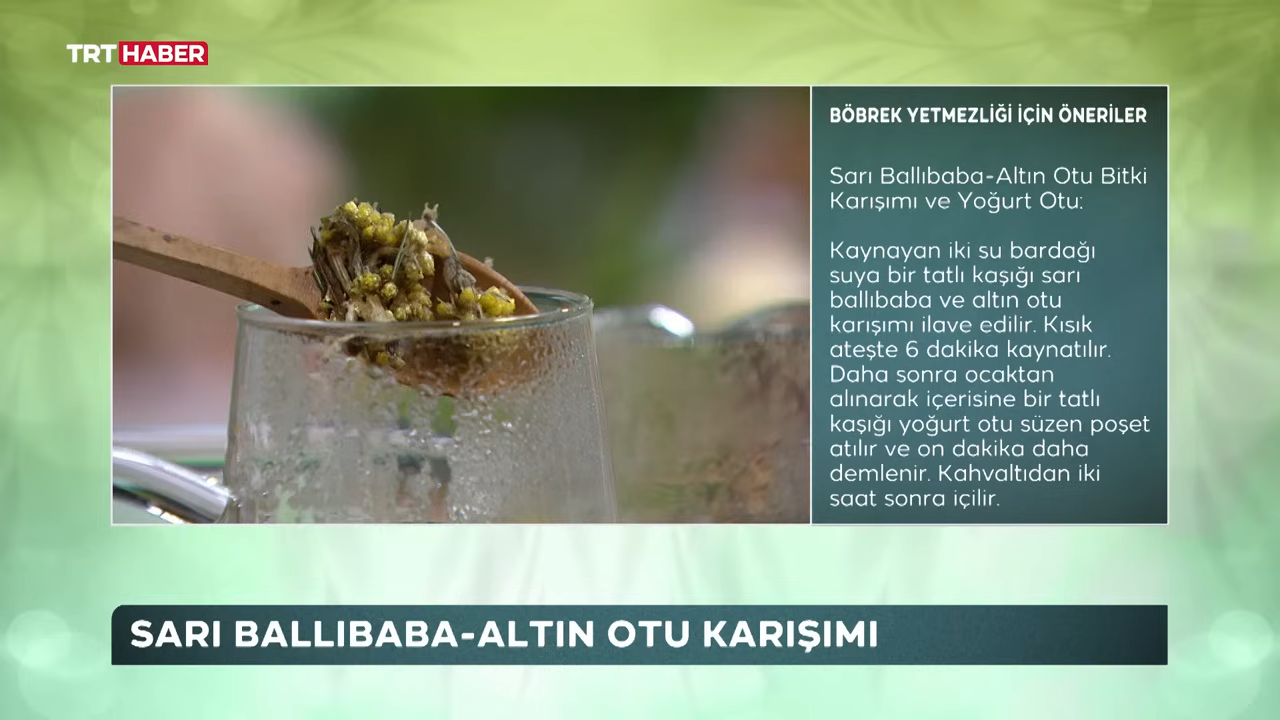 TRT HABER
BÖBREK YETMEZLİĞİ İÇİN ÖNERİLER
Sarı Ballıbaba-Altın Otu Bitki
Karışımı ve Yoğurt Otu:
Kaynayan iki su bardağı
suya bir tatlı kaşığı sarı
ballıbaba ve altın otu
karışımı ilave edilir. Kısık
ateşte 6 dakika kaynatılır.
Daha sonra ocaktan
alınarak içerisine bir tatlı
kaşığı yoğurt otu süzen poşet
atılır ve on dakika daha
demlenir. Kahvaltıdan iki
saat sonra içilir.
SARI BALLIBABA-ALTIN OTU KARIŞIMI